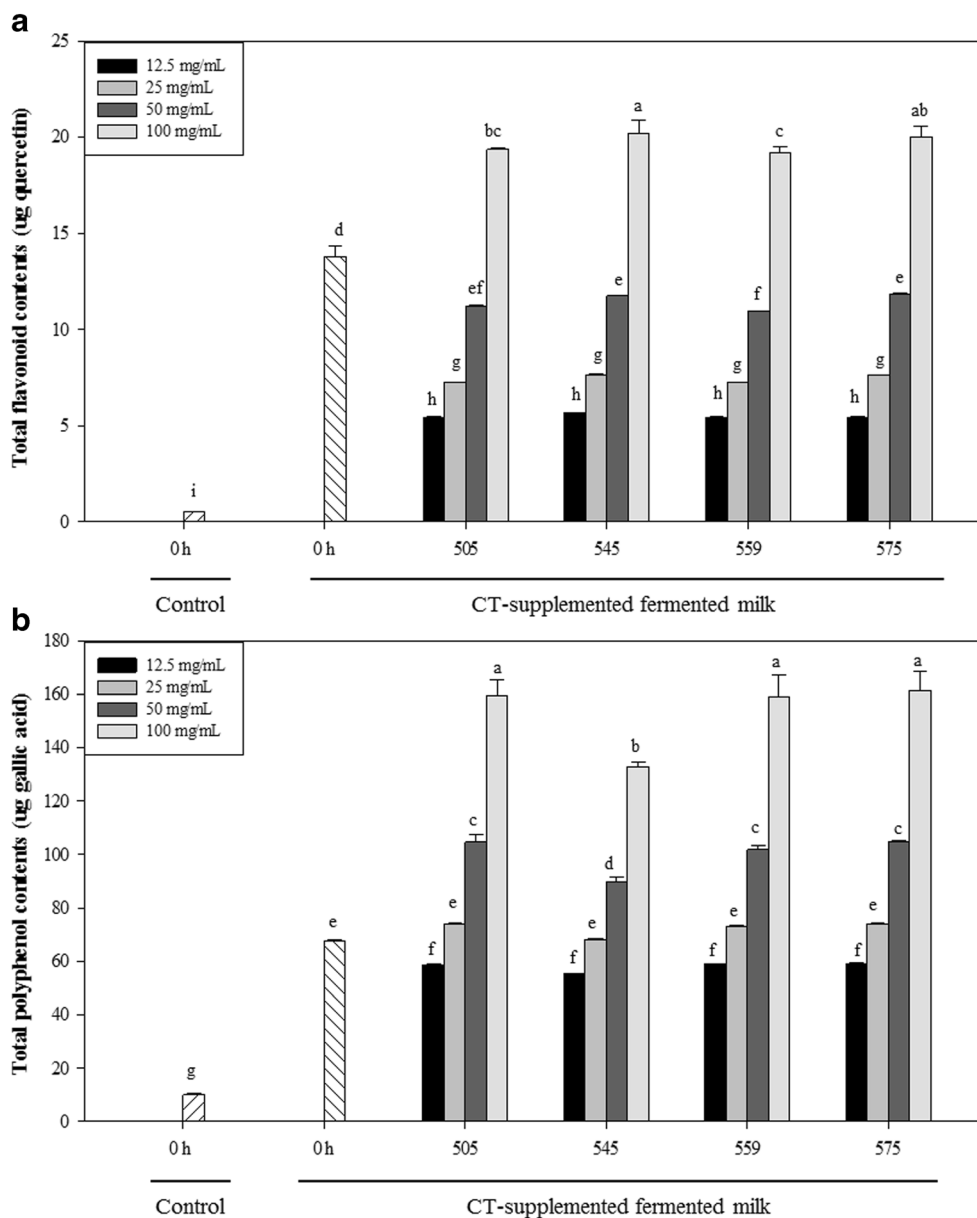 a
Total flavonoid contents (ug quercetin)
25
20
15
10
5
0
12.5 mg/mL
25 mg/mL
50 mg/mL
100 mg/mL
i
d
h
g
ef
bc
h
g
e
a
h
g
f
c
h
g
e
ab
0 h
0 h
505
545
559
575
Control
CT-supplemented fermented milk
b
Total polyphenol contents (ug gallic acid)
180
160
140
120
100
80
60
40
20
0
12.5 mg/mL
25 mg/mL
50 mg/mL
100 mg/mL
g
e
f
e
c
a
f
e
d
b
f
e
c
a
f
e
c
a
0 h
0 h
505
545
559
575
Control
CT-supplemented fermented milk